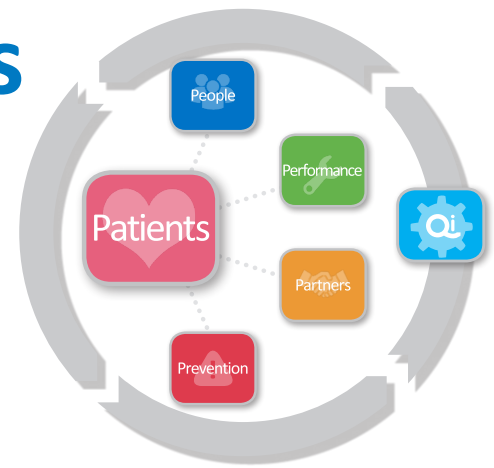 s
People
Performance
Patients
Qi
Partners
Prevention